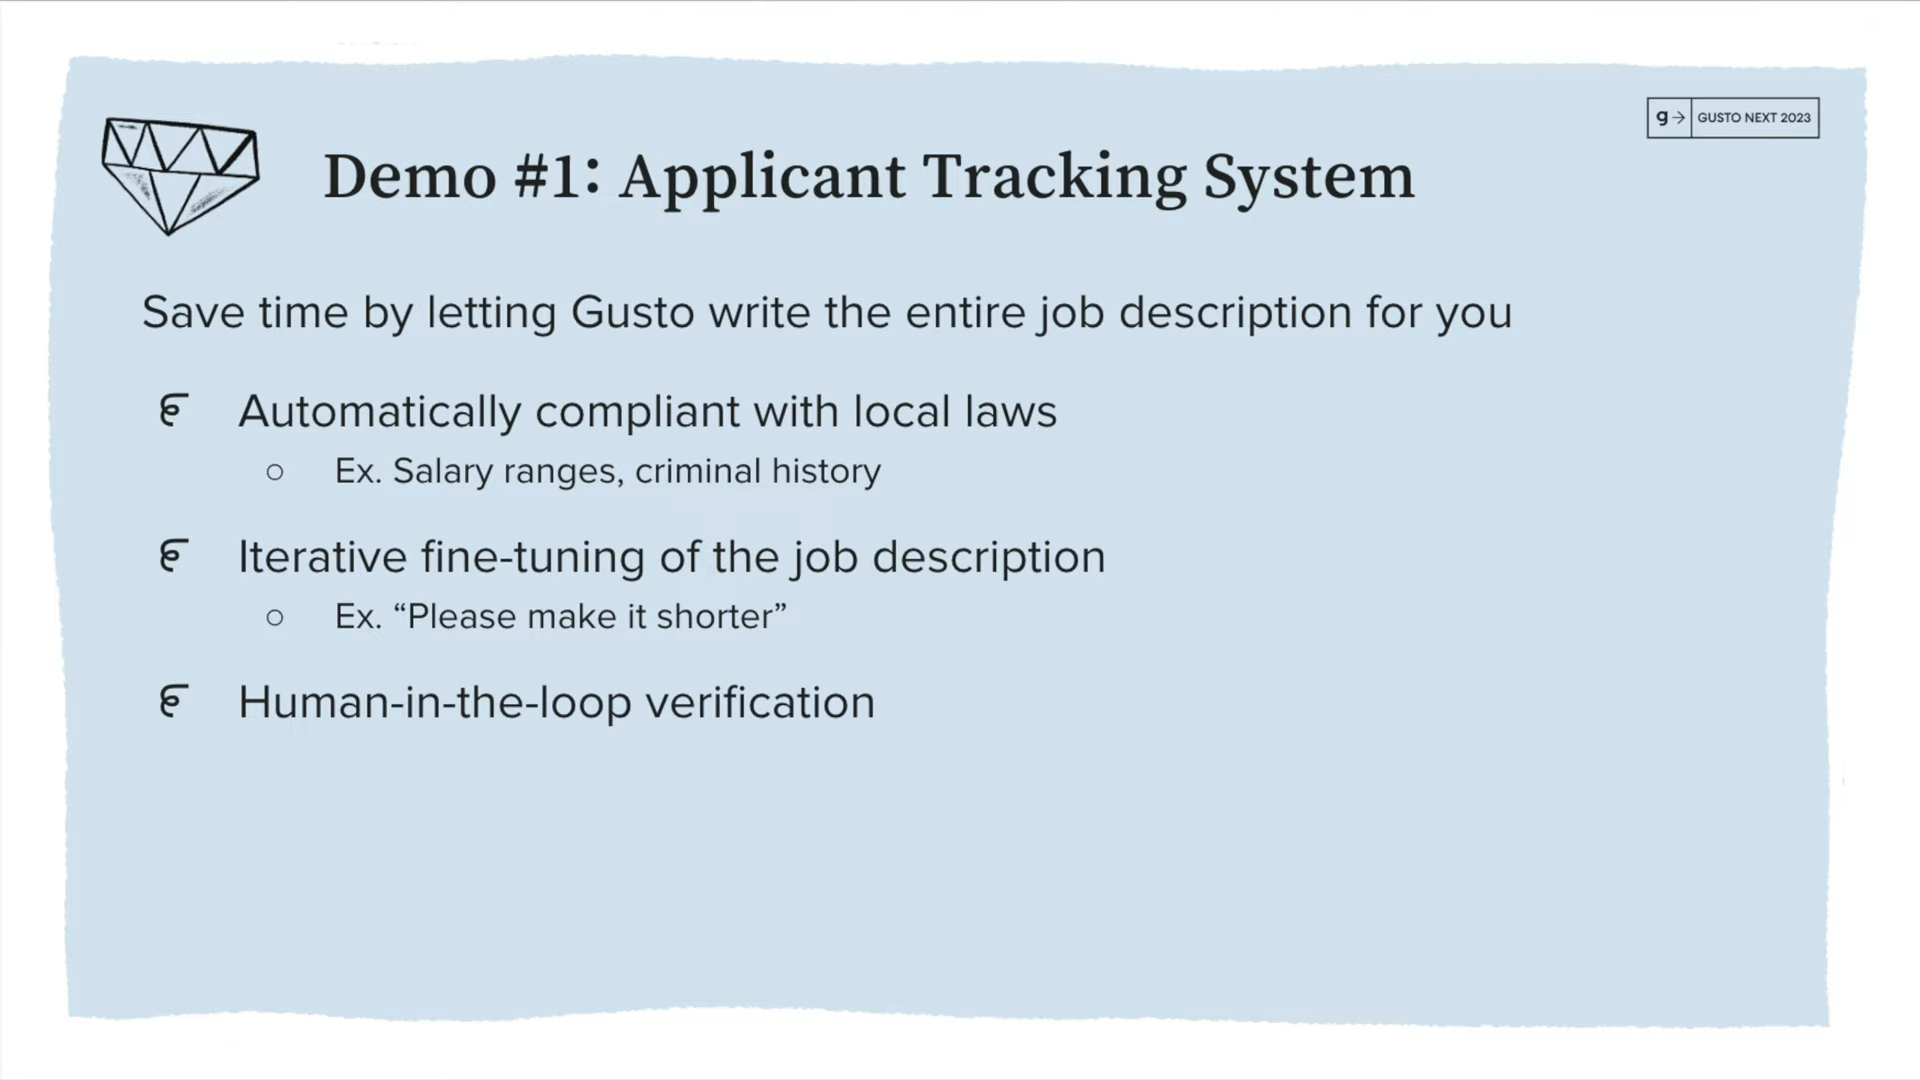 g→ GUSTO NEXT 2023
Demo #1: Applicant Tracking System
Save time by letting Gusto write the entire job description for you
Automatically compliant with local laws
Ex. Salary ranges, criminal history
Iterative fine-tuning of the job description
Ex. “Please make it shorter”
Human-in-the-loop verification